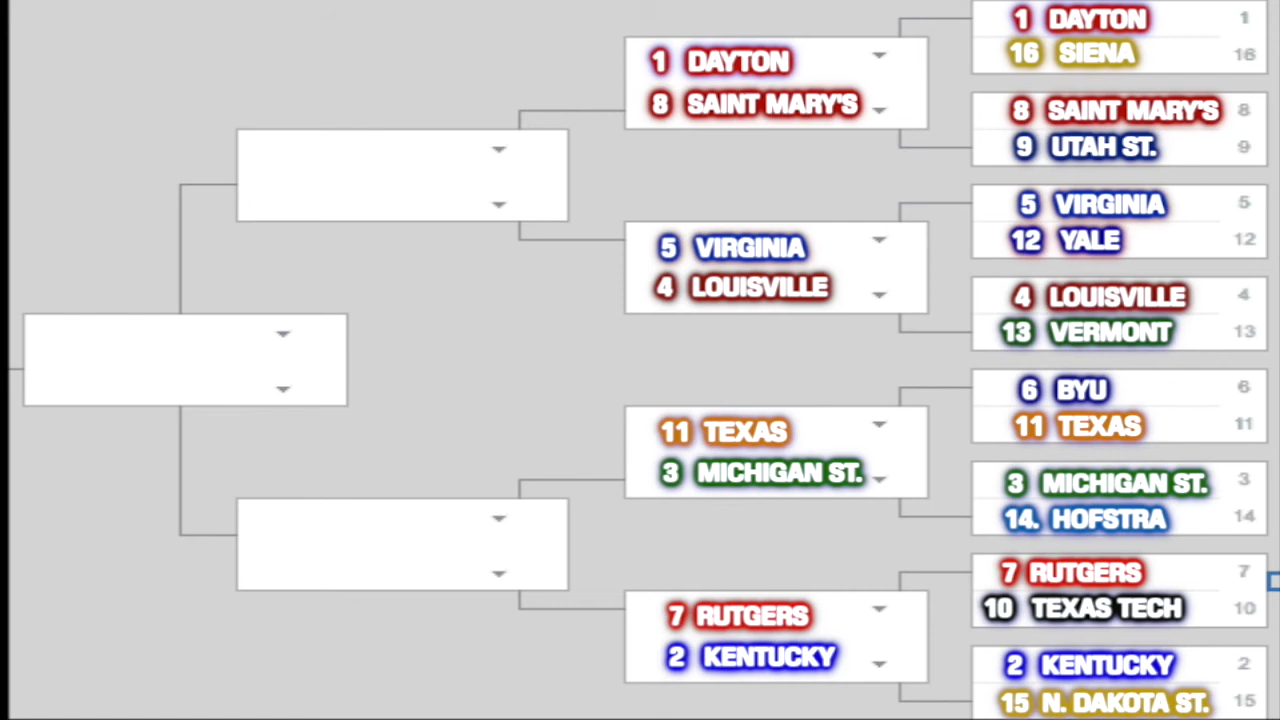 1 DAYTON
8 SAINT MARY'S
5 VIRGINIA
4 LOUISVILLE
11 TEXAS
3 MICHIGAN ST.
7 RUTGERS
2 KENTUCKY
1 DAYTON 1
16 SIENA 16
8 SAINT MARY'S 8
9 UTAH ST. 9
5 VIRGINIA 5
12 YALE 12
4 LOUISVILLE 4
13 VERMONT 13
6 BYU 6
11 TEXAS 11
3 MICHIGAN ST. 3
14. HOFSTRA 14
7 RUTGERS 7
10 TEXAS TECH 10
2 KENTUCKY 2
15 N. DAKOTA ST. 15